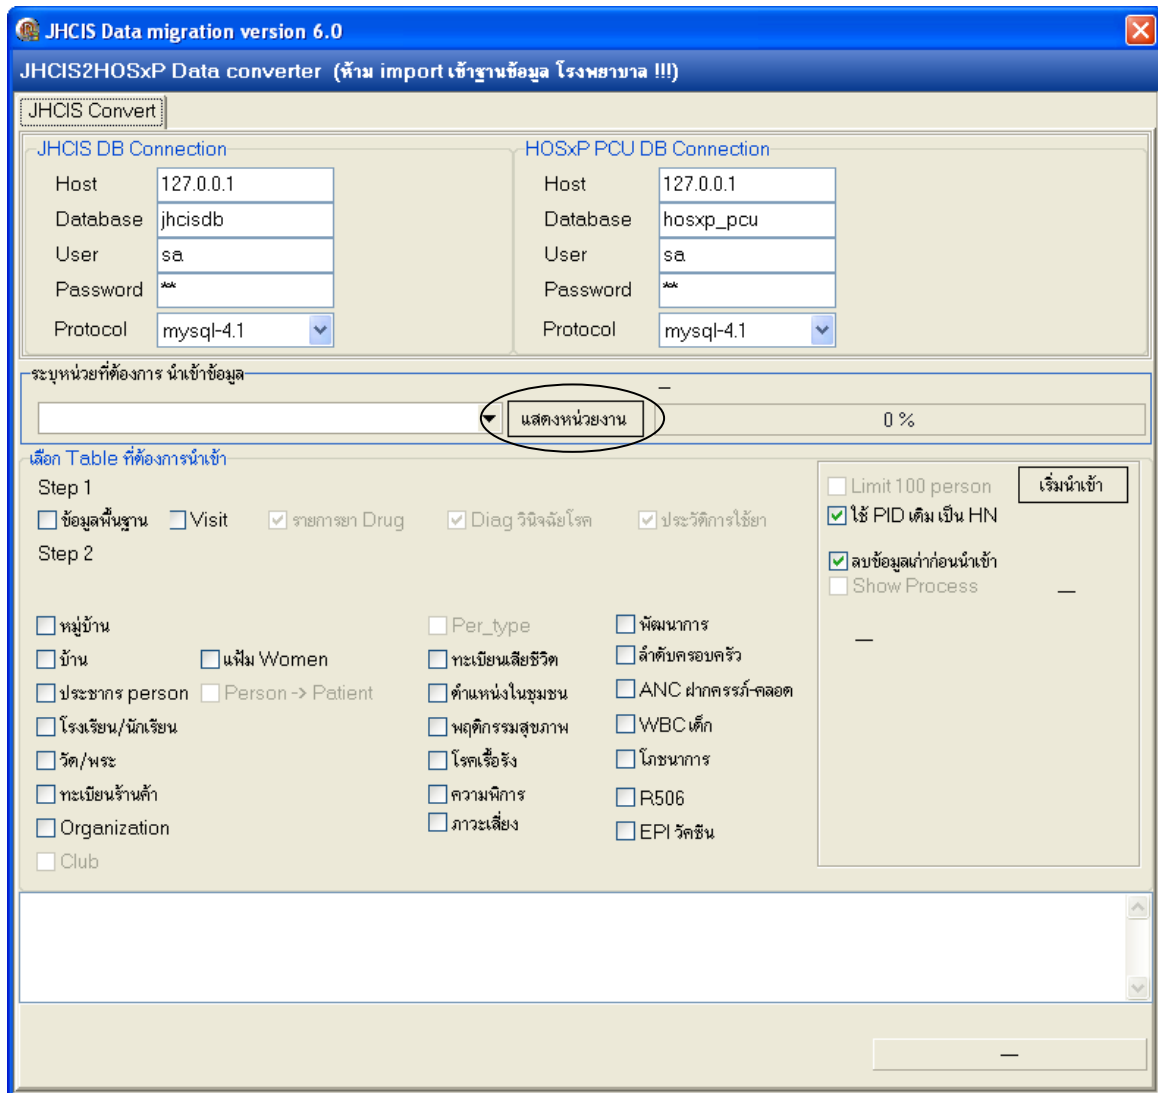 JHCIS Data migration version 6.0
JHCIS2HOSxP Data converter (ห้าม import เข้าฐานข้อมูล โรงพยาบาล !!!)
JHCIS Convert
JHCIS DB Connection
Host 127.0.0.1
Database jhcisdb
User sa
Password **
Protocol mysql-4.1
HOSxP PCU DB Connection
Host 127.0.0.1
Database hosxp_pcu
User sa
Password **
Protocol mysql-4.1
ระบุหน่วยที่ต้องการ นำเข้าข้อมูล
แสดงหน่วยงาน
0 %
เลือก Table ที่ต้องการนำเข้า
Step 1
ข้อมูลพื้นฐาน Visit รายการยา Drug Diag วินิจฉัยโรค ประวัติการใช้ยา
Step 2
หมู่บ้าน
บ้าน แฟ้ม Women
ประชากร person Person -> Patient
โรงเรียน/นักเรียน
วัด/พระ
ทะเบียนร้านค้า
Organization
Club
Per_type
ทะเบียนเสียชีวิต
ตำแหน่งในชุมชน
พฤติกรรมสุขภาพ
โรคเรื้อรัง
ความพิการ
ภาวะเสี่ยง
พัฒนาการ
ลำดับครอบครัว
ANC ฝากครรภ์-คลอด
WBC เด็ก
โภชนาการ
R506
EPI วัคซีน
Limit 100 person เริ่มนำเข้า
ใช้ PID เดิม เป็น HN
ลบข้อมูลเก่าก่อนนำเข้า
Show Process